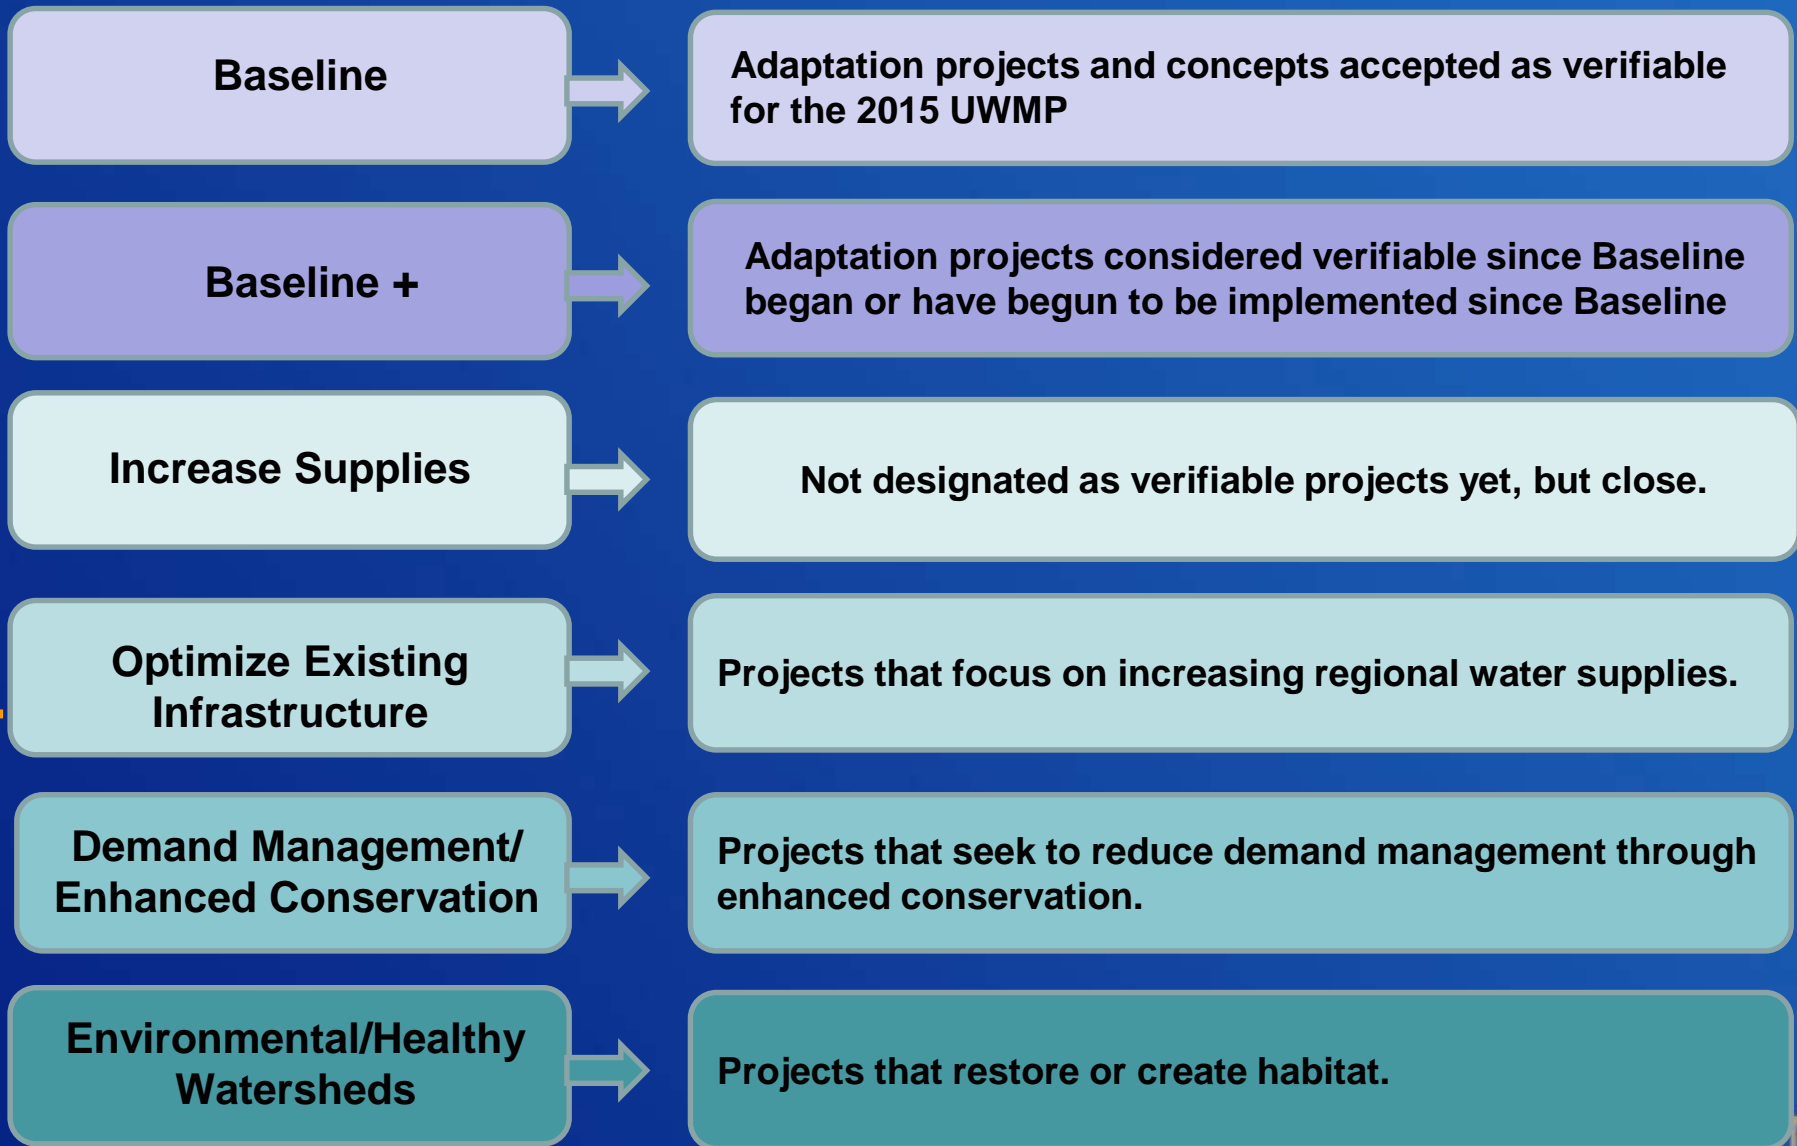 Baseline
Adaptation projects and concepts accepted as verifiable
for the 2015 UWMP
Baseline +
Adaptation projects considered verifiable since Baseline
began or have begun to be implemented since Baseline
Increase Supplies
Not designated as verifiable projects yet, but close.
Optimize Existing
Infrastructure
Projects that focus on increasing regional water supplies.
Demand Management/
Enhanced Conservation
Projects that seek to reduce demand management through
enhanced conservation.
Environmental/Healthy
Watersheds
Projects that restore or create habitat.